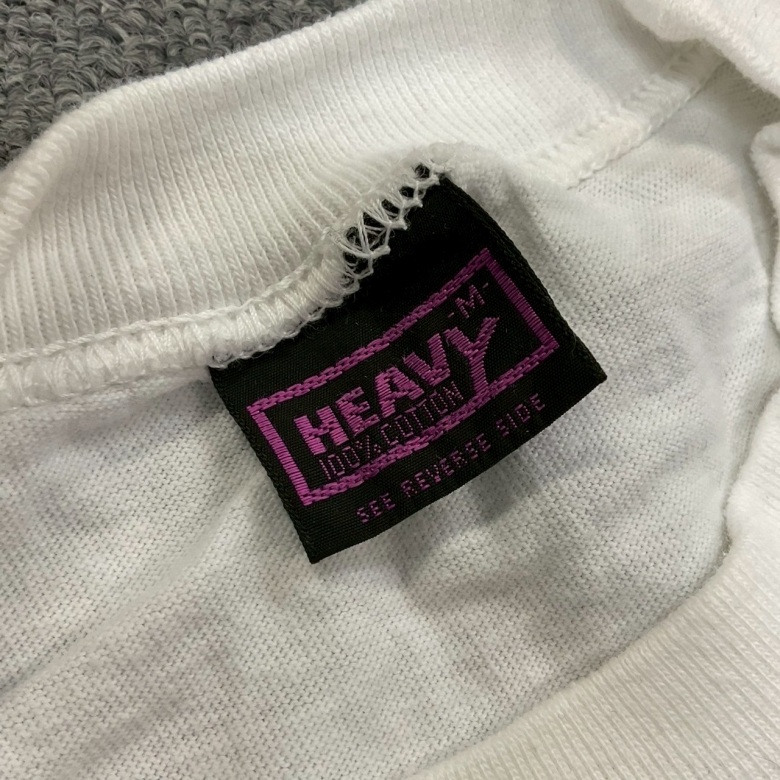 -M-
HEAVY
100% COTTON
SEE REVERSE SIDE